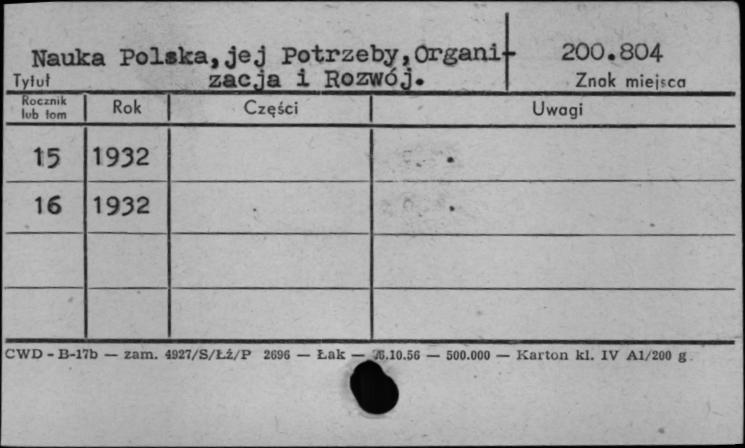 Nauka Polska, jej Potrzeby, Organi- 200.804
Tytuł zacja i Rozwój. Znak miejsca
Rocznik lub tom Rok Części Uwagi
15 1932
16 1932
CWD - B-17b — zam. 4927/S/Łź/P 2696 — Łak — .10.56 — 500.000 — Karton kl. IV A1/200 g